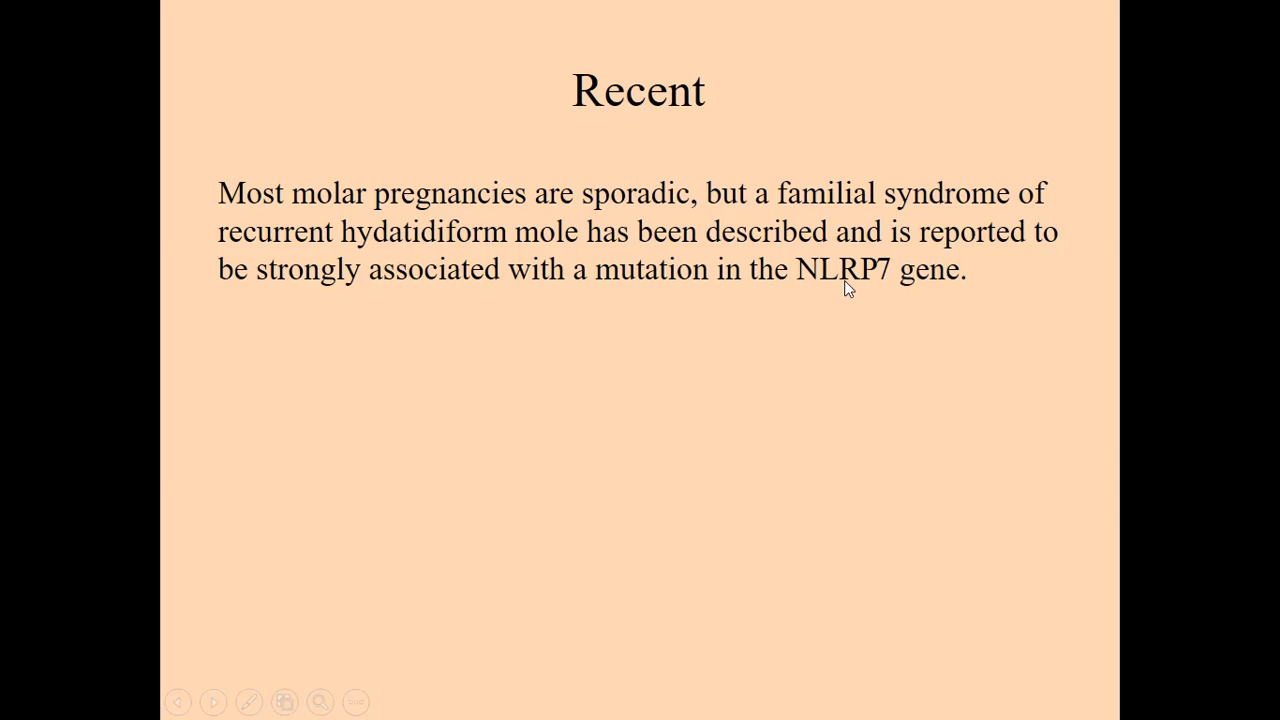 Recent
Most molar pregnancies are sporadic, but a familial syndrome of
recurrent hydatidiform mole has been described and is reported to
be strongly associated with a mutation in the NLRP7 gene.